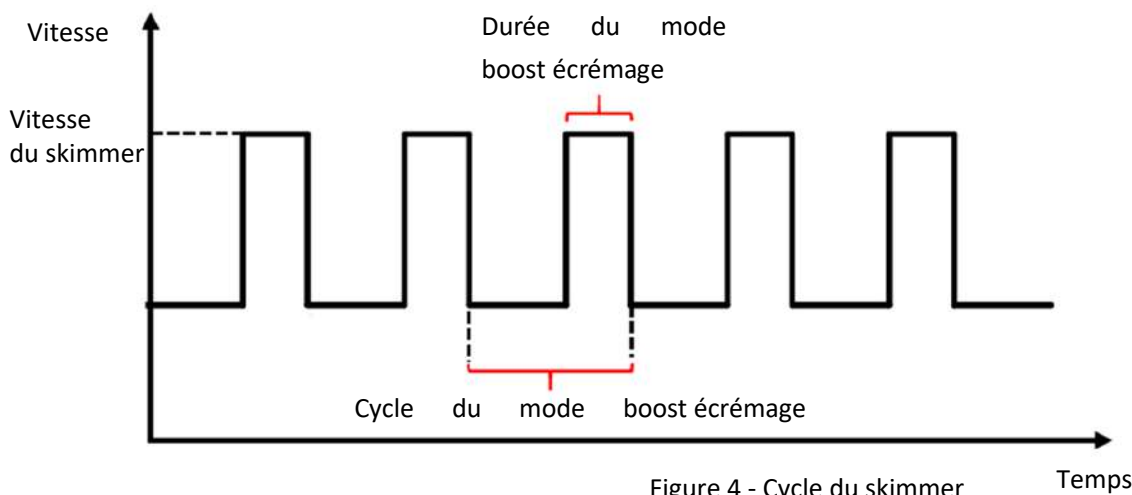 Vitesse
Durée du mode
boost écrémage
Vitesse
du skimmer
Cycle du mode boost écrémage
Temps
Figure 4 - Cycle du skimmer